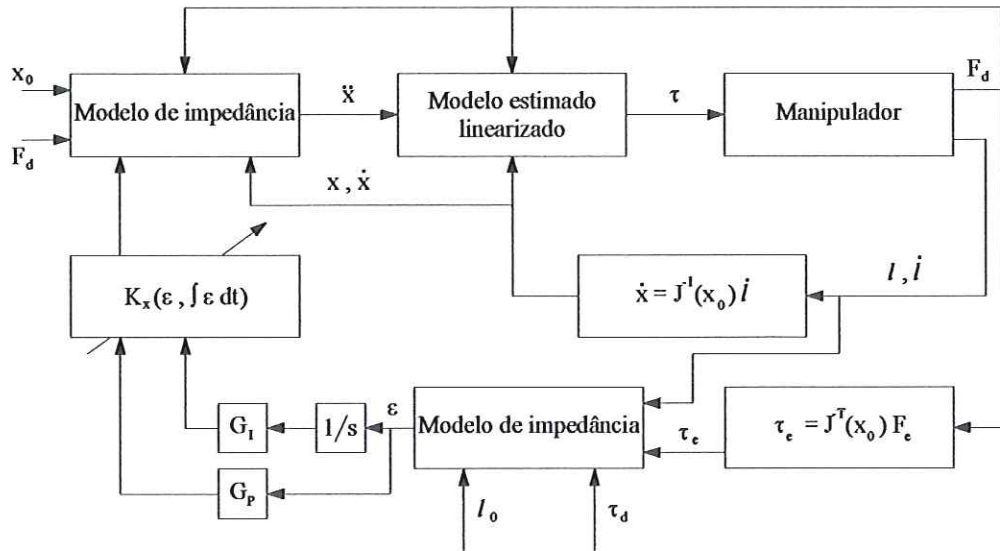 x₀
F_d
Modelo de impedância
ẍ
Modelo estimado
linearizado
τ
Manipulador
F_d
x , ẋ
K_x(ε , ∫ ε dt)
ẋ = J⁻¹(x₀) l̇
l , l̇
G_I
1/s
ε
Modelo de impedância
τ_e
τ_e = J⁻ᵀ(x₀) F_e
G_P
l₀
τ_d